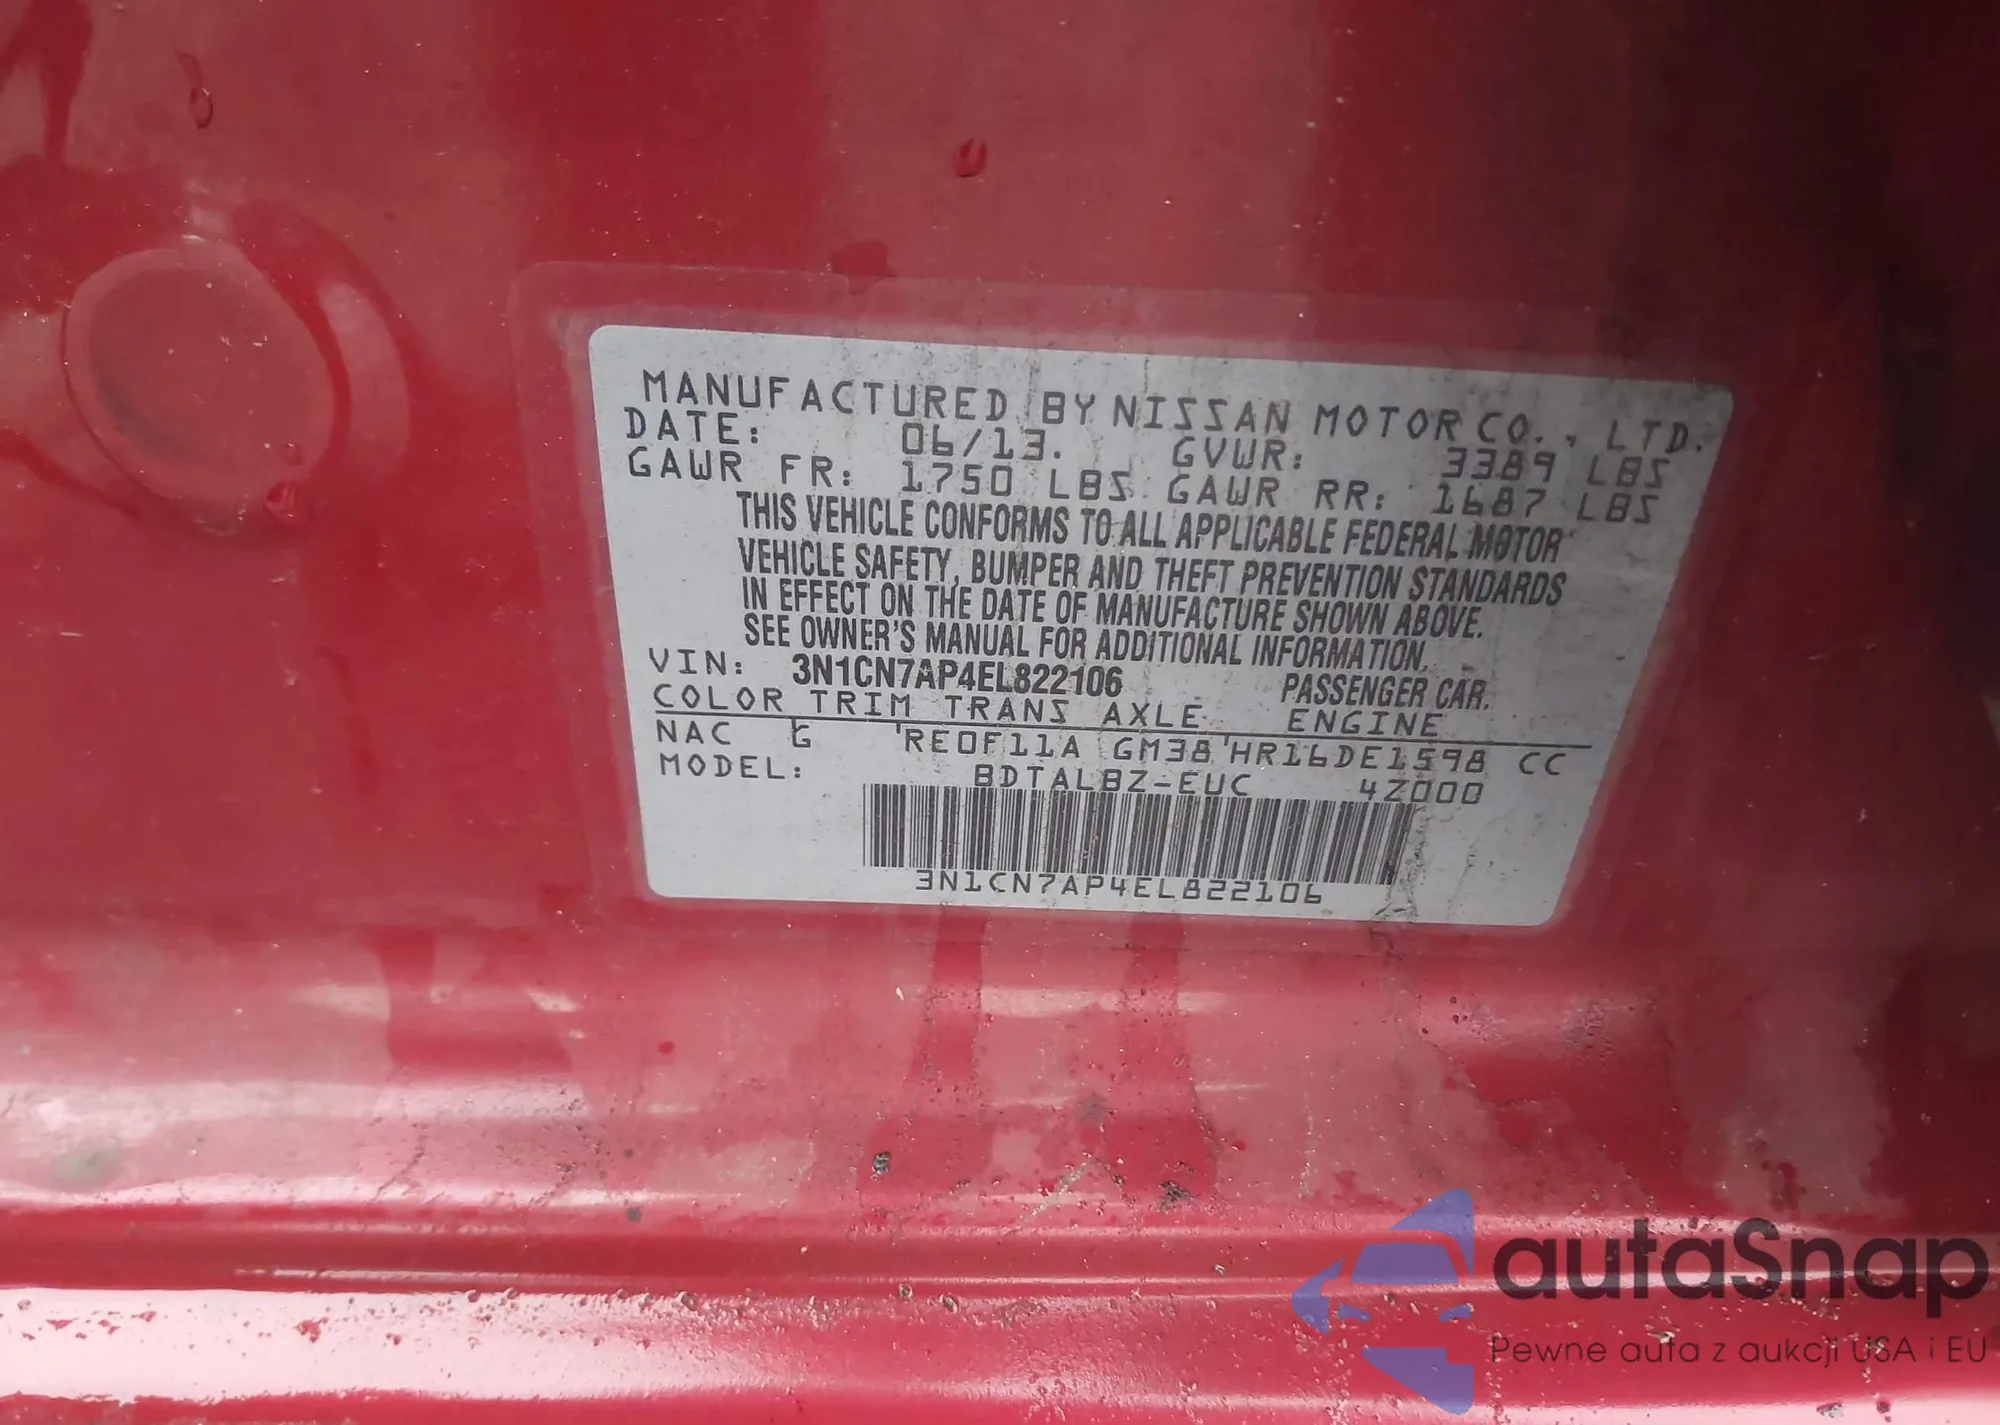 MANUFACTURED BY NISSAN MOTOR CO., LTD.
DATE: 06/13. GVWR: 3389 LBS
GAWR FR: 1750 LBS GAWR RR: 1687 LBS
THIS VEHICLE CONFORMS TO ALL APPLICABLE FEDERAL MOTOR
VEHICLE SAFETY, BUMPER AND THEFT PREVENTION STANDARDS
IN EFFECT ON THE DATE OF MANUFACTURE SHOWN ABOVE.
SEE OWNER'S MANUAL FOR ADDITIONAL INFORMATION.
VIN: 3N1CN7AP4EL822106 PASSENGER CAR.
COLOR TRIM TRANS AXLE ENGINE
NAC G RE0F11A GM38 HR16DE1598 CC
MODEL: BDTALBZ-EUC 4Z000
3N1CN7AP4EL822106
autaSnap
Pewne auta z aukcji USA i EU